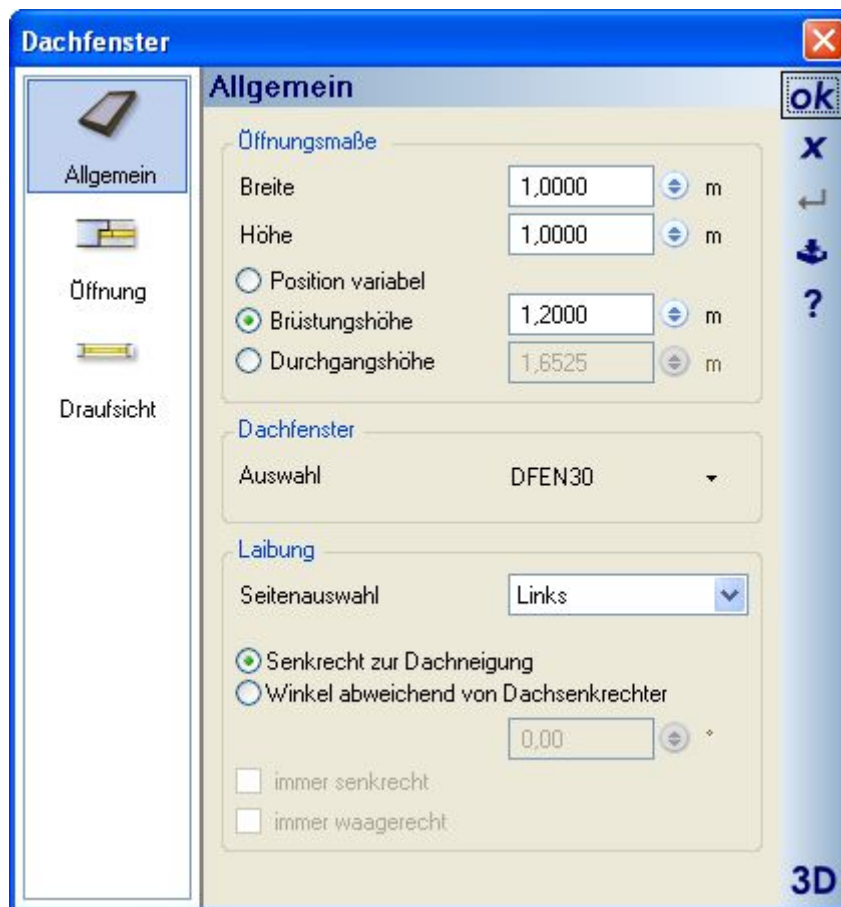 Dachfenster
Allgemein
Öffnung
Draufsicht
Allgemein
ok
x
?
3D
Öffnungsmaße
Breite 1,0000 m
Höhe 1,0000 m
Position variabel
Brüstungshöhe 1,2000 m
Durchgangshöhe 1,6525 m
Dachfenster
Auswahl DFEN30
Laibung
Seitenauswahl Links
Senkrecht zur Dachneigung
Winkel abweichend von Dachsenkrechter
0,00 °
immer senkrecht
immer waagerecht